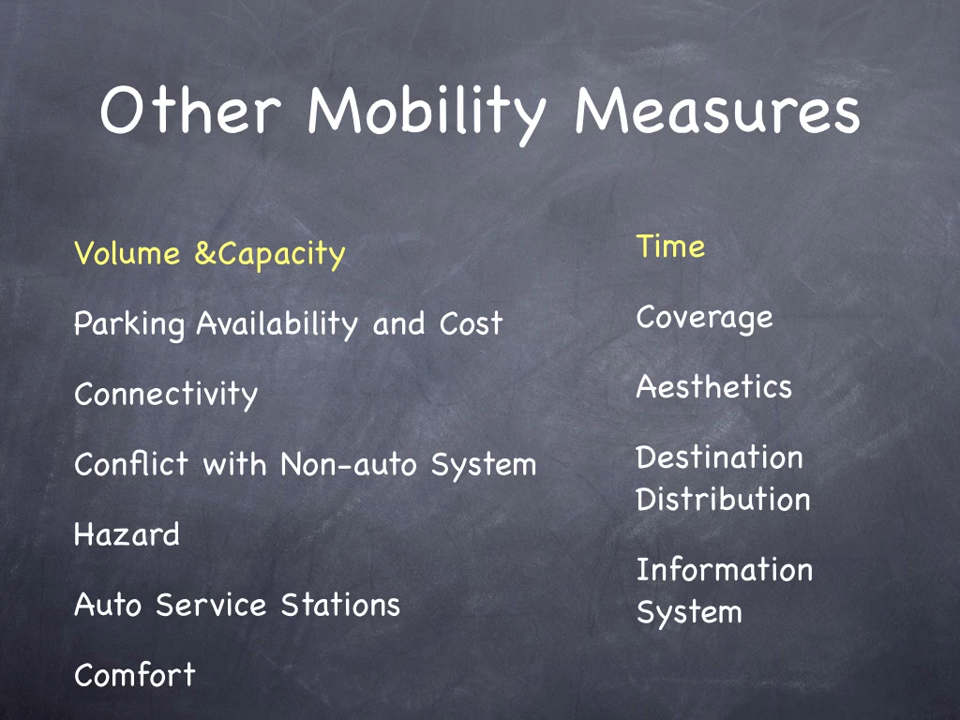 Other Mobility Measures
Volume &Capacity
Parking Availability and Cost
Connectivity
Conflict with Non-auto System
Hazard
Auto Service Stations
Comfort
Time
Coverage
Aesthetics
Destination
Distribution
Information
System